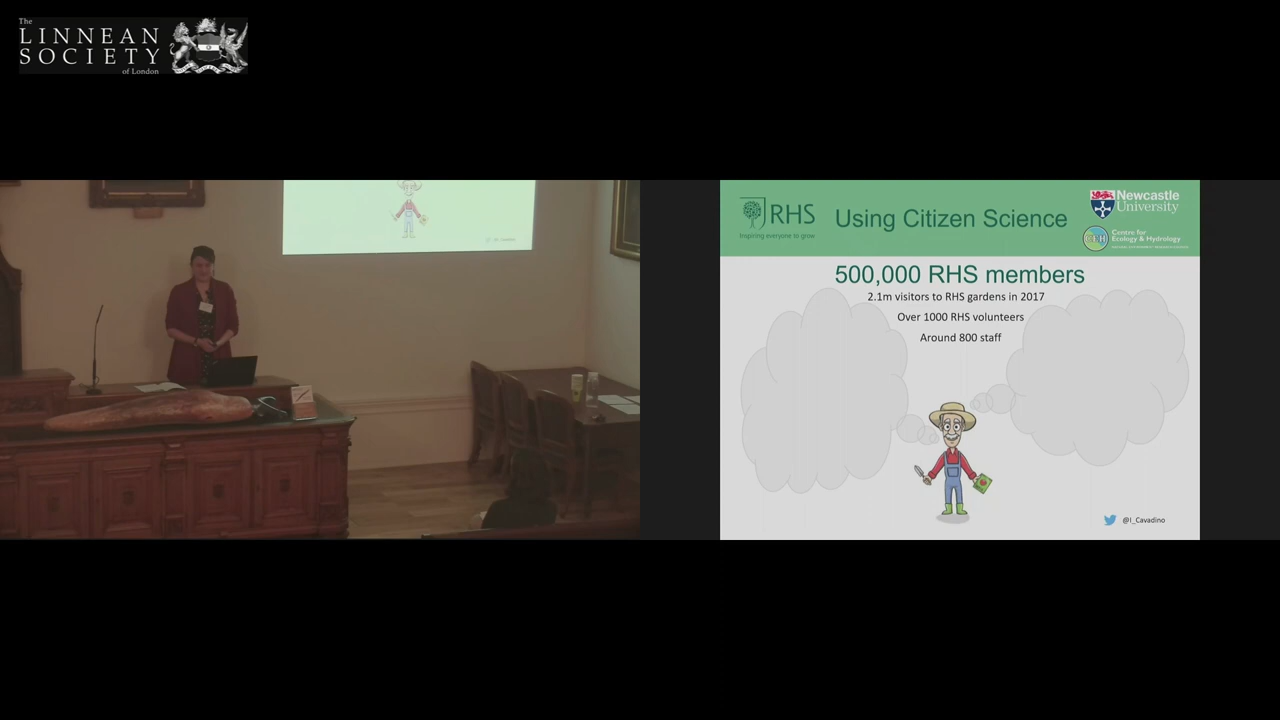 The
LINNEAN
SOCIETY
of London
RHS
Inspiring everyone to grow
Using Citizen Science
Newcastle
University
CEH
Centre for
Ecology & Hydrology
500,000 RHS members
2.1m visitors to RHS gardens in 2017
Over 1000 RHS volunteers
Around 800 staff
@I_Cavadino